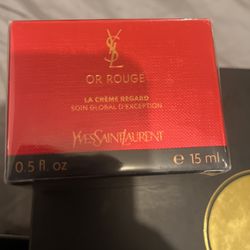 YSL
OR ROUGE
LA CRÈME REGARD
SOIN GLOBAL D'EXCEPTION
YVESSAINTLAURENT
0.5 fl. oz e 15 ml